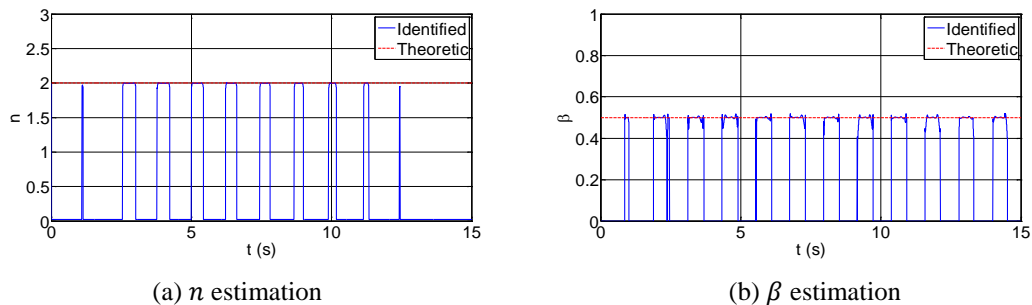 3
2.5
2
1.5
1
0.5
0
n
0
5
10
15
t (s)
Identified
Theoretic
(a) n estimation
1
0.8
0.6
0.4
0.2
0
β
0
5
10
15
t (s)
Identified
Theoretic
(b) β estimation